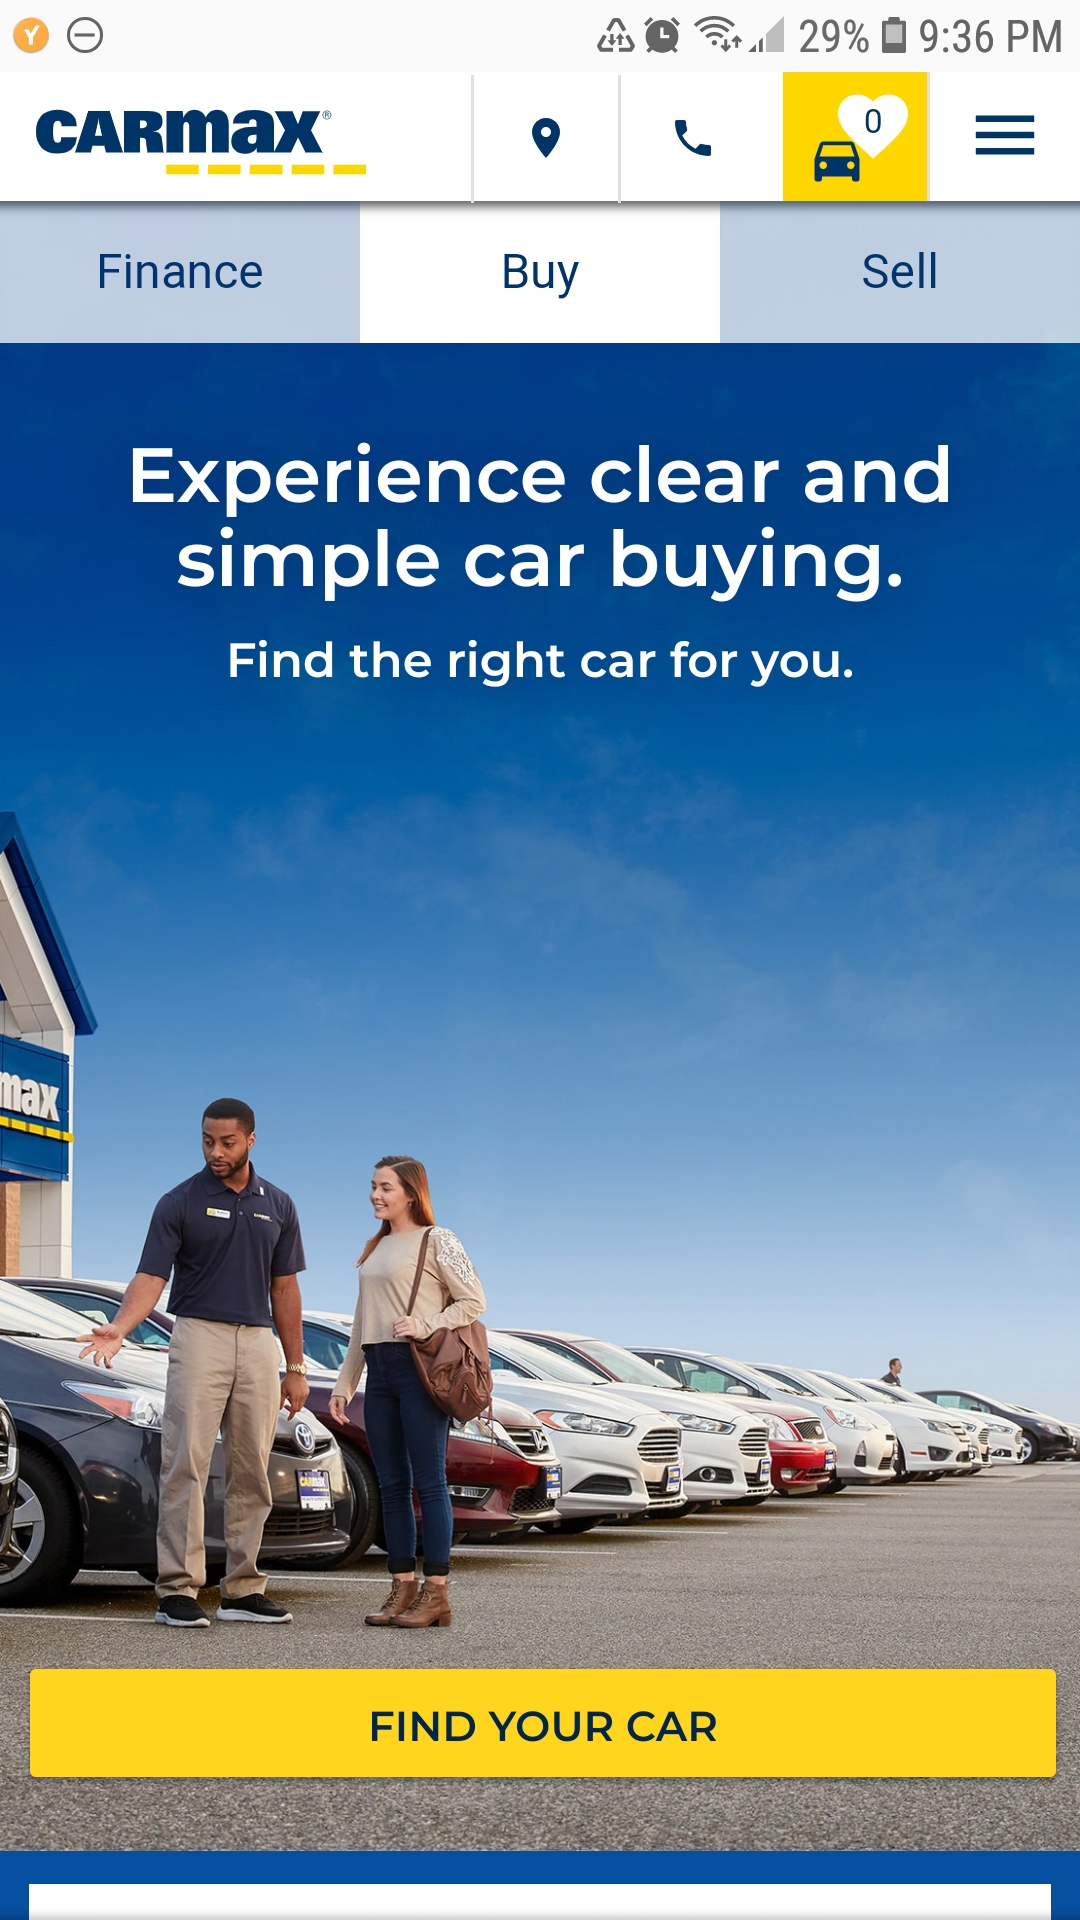 Y 29% 9:36 PM
CARMAX® 0
Finance Buy Sell
Experience clear and
simple car buying.
Find the right car for you.
max
FIND YOUR CAR